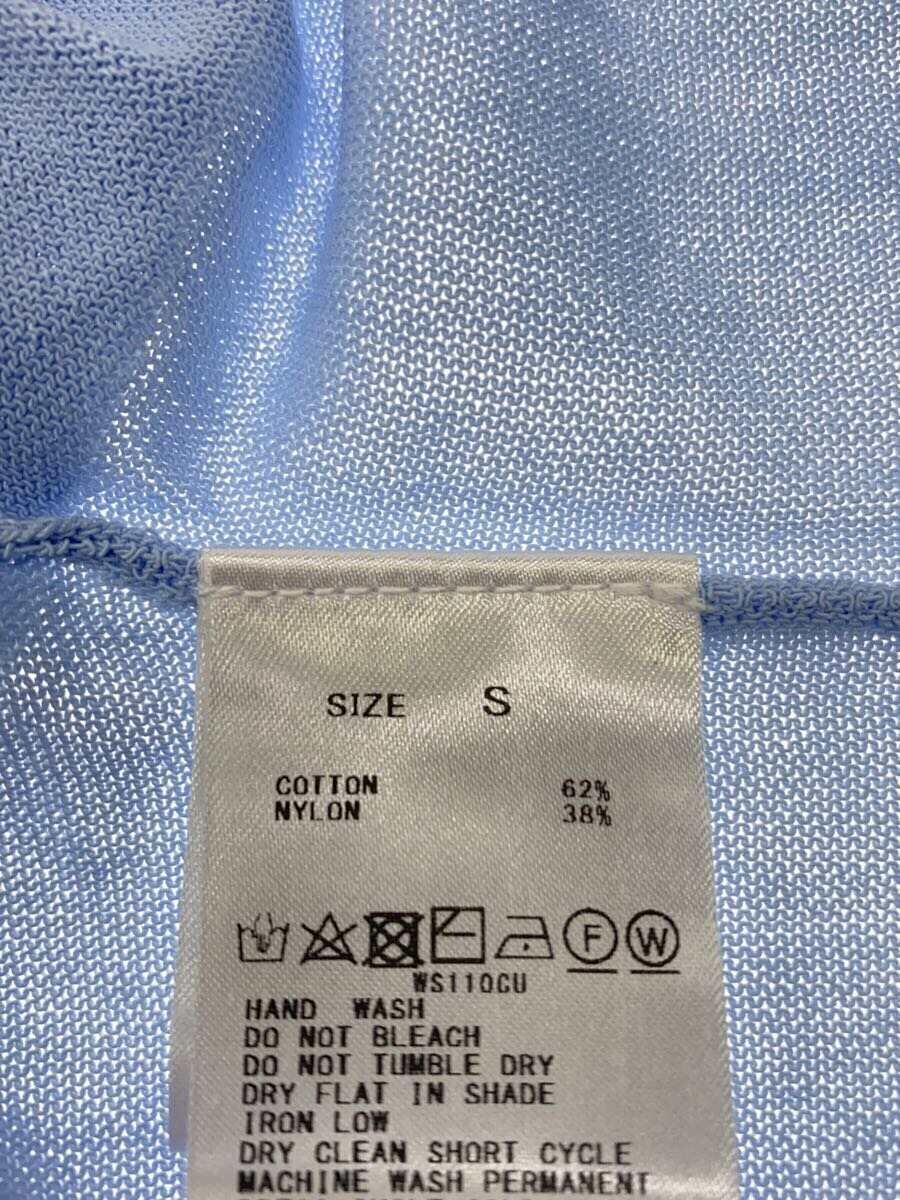 SIZE S
COTTON 62%
NYLON 38%
F W
WS110CU
HAND WASH
DO NOT BLEACH
DO NOT TUMBLE DRY
DRY FLAT IN SHADE
IRON LOW
DRY CLEAN SHORT CYCLE
MACHINE WASH PERMANENT